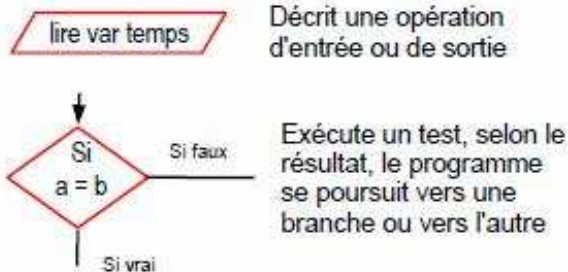 lire var temps
Décrit une opération
d'entrée ou de sortie
Si
a = b
Si faux
Si vrai
Exécute un test, selon le
résultat, le programme
se poursuit vers une
branche ou vers l'autre